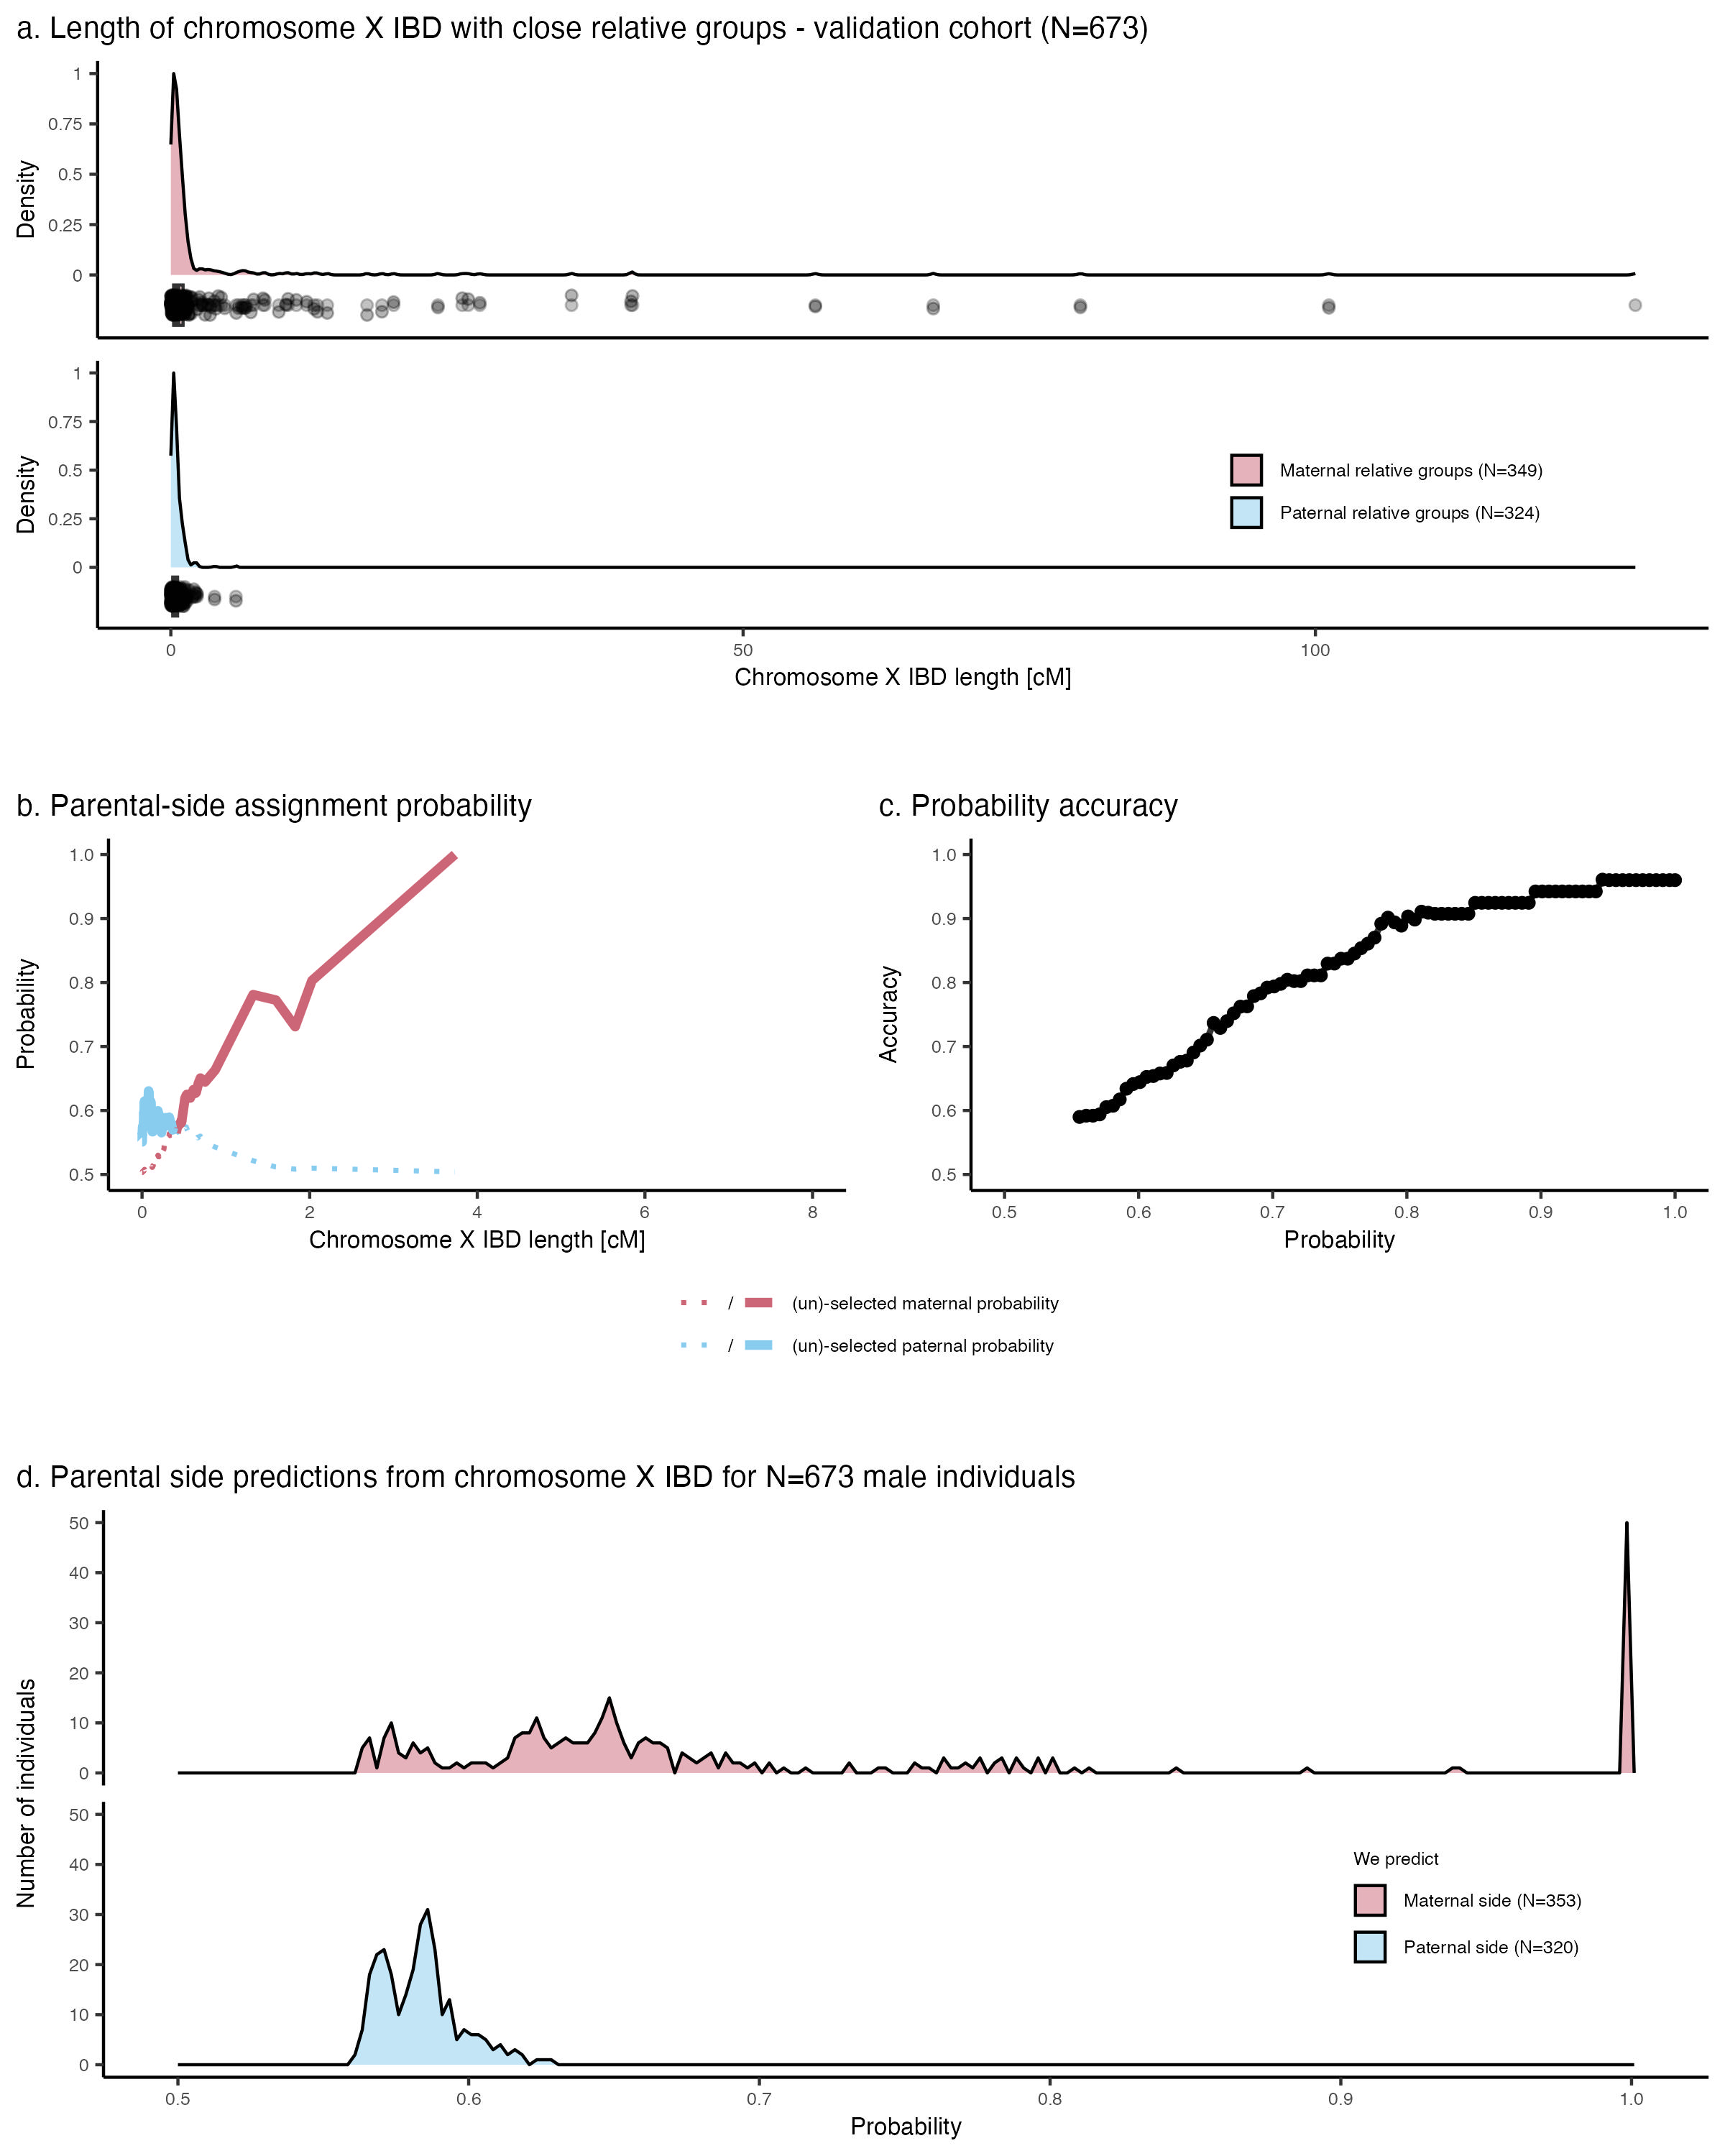 a. Length of chromosome X IBD with close relative groups - validation cohort (N=673)
1
0.75
0.5
0.25
0
Density
1
0.75
0.5
0.25
0
Density
Maternal relative groups (N=349)
Paternal relative groups (N=324)
0 50 100
Chromosome X IBD length [cM]
b. Parental-side assignment probability
1.0
0.9
0.8
0.7
0.6
0.5
Probability
0 2 4 6 8
Chromosome X IBD length [cM]
c. Probability accuracy
1.0
0.9
0.8
0.7
0.6
0.5
Accuracy
0.5 0.6 0.7 0.8 0.9 1.0
Probability
/ (un)-selected maternal probability
/ (un)-selected paternal probability
d. Parental side predictions from chromosome X IBD for N=673 male individuals
50
40
30
20
10
0
Number of individuals
50
40
30
20
10
0
We predict
Maternal side (N=353)
Paternal side (N=320)
0.5 0.6 0.7 0.8 0.9 1.0
Probability